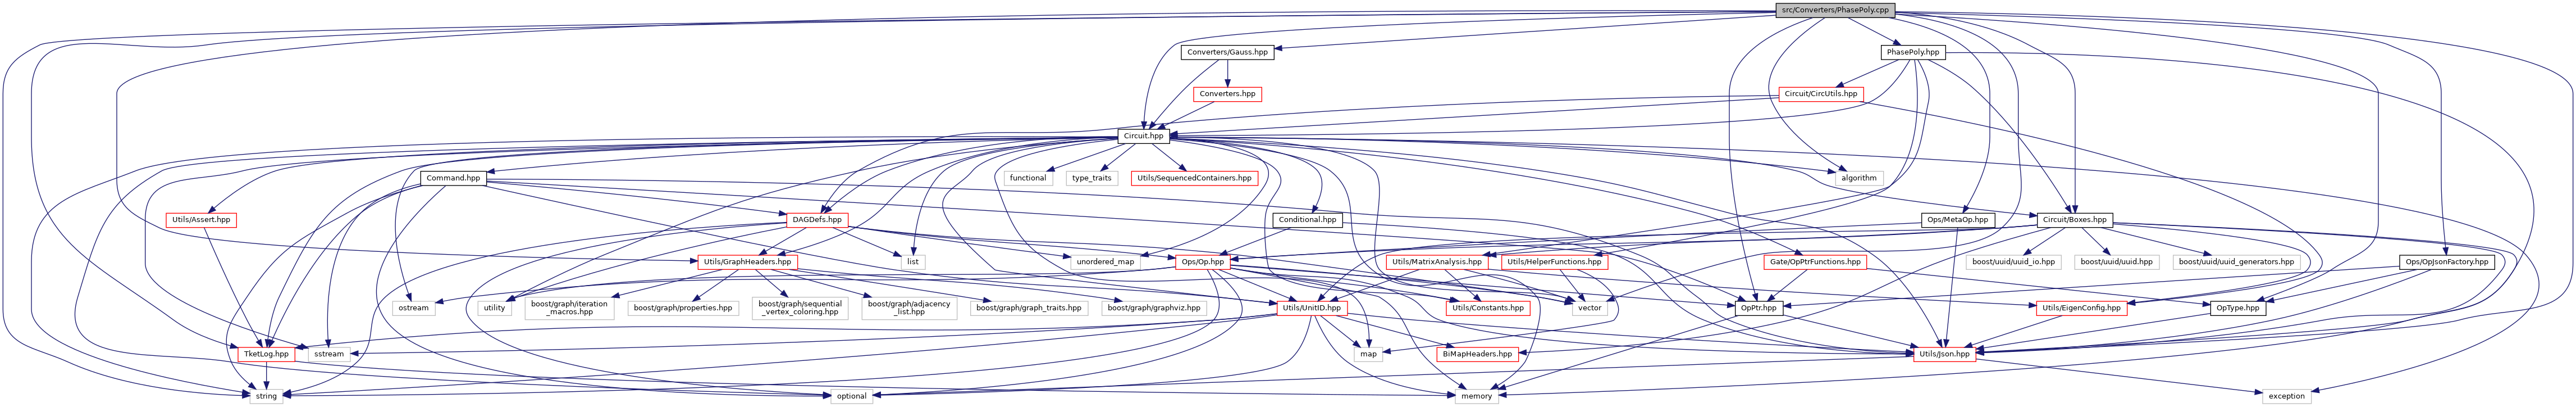 src/Converters/PhasePoly.cpp
Converters/Gauss.hpp
PhasePoly.hpp
Converters.hpp
Circuit/CircUtils.hpp
Circuit.hpp
Command.hpp
functional
type_traits
Utils/SequencedContainers.hpp
algorithm
Utils/Assert.hpp
DAGDefs.hpp
Conditional.hpp
Ops/MetaOp.hpp
Circuit/Boxes.hpp
Utils/GraphHeaders.hpp
list
unordered_map
Ops/Op.hpp
Utils/MatrixAnalysis.hpp
Utils/HelperFunctions.hpp
Gate/OpPtrFunctions.hpp
boost/uuid/uuid_io.hpp
boost/uuid/uuid.hpp
boost/uuid/uuid_generators.hpp
Ops/OpJsonFactory.hpp
ostream
utility
boost/graph/iteration
_macros.hpp
boost/graph/properties.hpp
boost/graph/sequential
_vertex_coloring.hpp
boost/graph/adjacency
_list.hpp
boost/graph/graph_traits.hpp
boost/graph/graphviz.hpp
Utils/UnitID.hpp
Utils/Constants.hpp
vector
OpPtr.hpp
Utils/EigenConfig.hpp
OpType.hpp
TketLog.hpp
sstream
map
BiMapHeaders.hpp
Utils/Json.hpp
string
optional
memory
exception